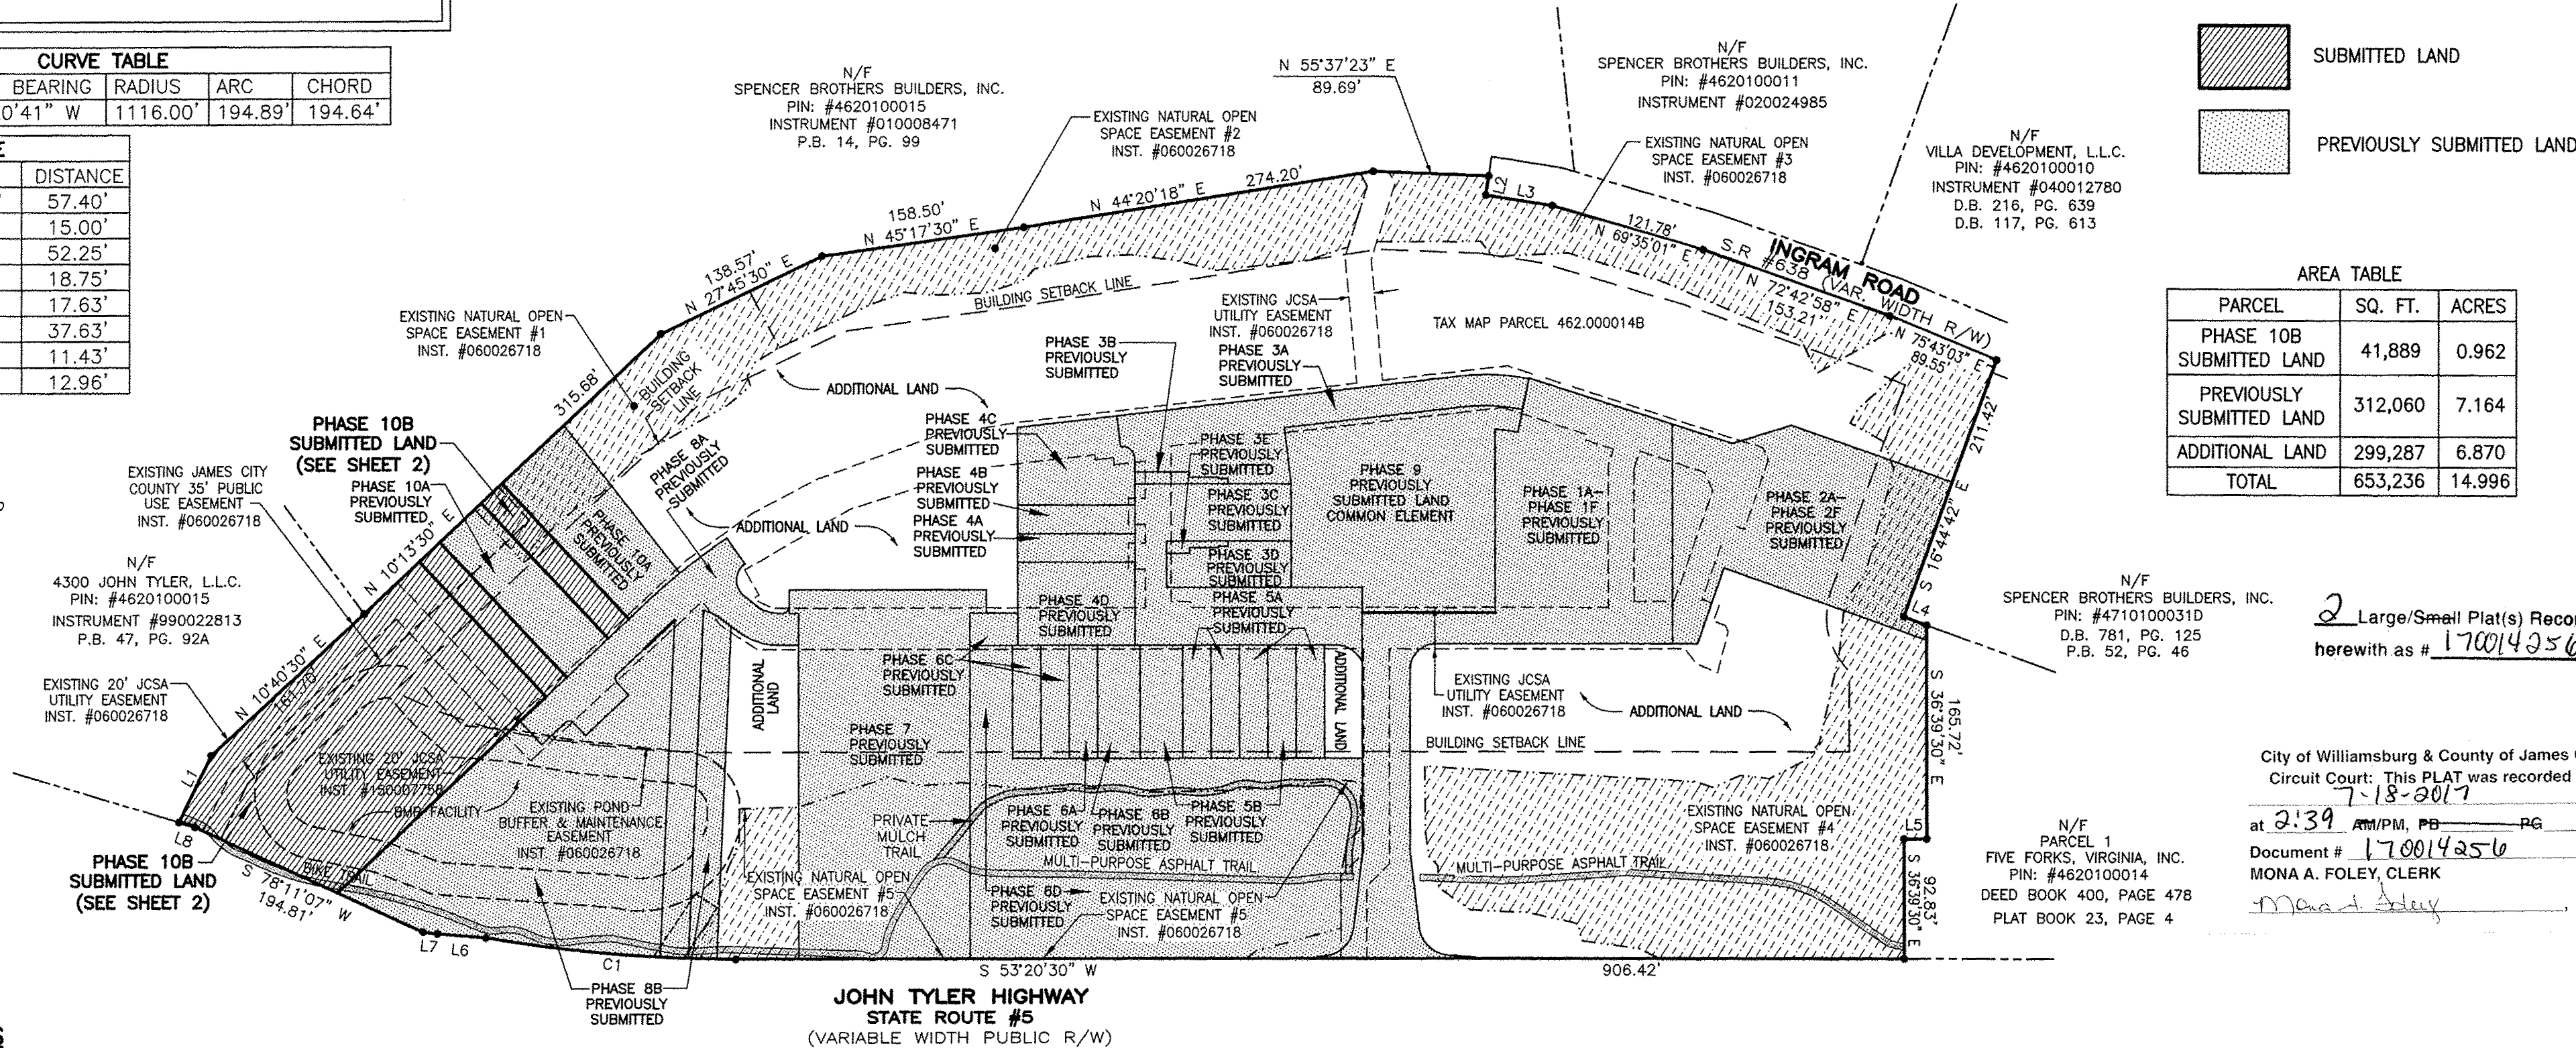 CURVE TABLE
BEARING RADIUS ARC CHORD
0'41" W 1116.00' 194.89' 194.64'
DISTANCE
57.40'
15.00'
52.25'
18.75'
17.63'
37.63'
11.43'
12.96'
N/F
SPENCER BROTHERS BUILDERS, INC.
PIN: #4620100015
INSTRUMENT #010008471
P.B. 14, PG. 99
EXISTING NATURAL OPEN
SPACE EASEMENT #2
INST. #060026718
N 55°37'23" E
89.69'
N/F
SPENCER BROTHERS BUILDERS, INC.
PIN: #4620100011
INSTRUMENT #020024985
EXISTING NATURAL OPEN
SPACE EASEMENT #3
INST. #060026718
N/F
VILLA DEVELOPMENT, L.L.C.
PIN: #4620100010
INSTRUMENT #040012780
D.B. 216, PG. 639
D.B. 117, PG. 613
SUBMITTED LAND
PREVIOUSLY SUBMITTED LAND
AREA TABLE
PARCEL SQ. FT. ACRES
PHASE 10B
SUBMITTED LAND 41,889 0.962
PREVIOUSLY
SUBMITTED LAND 312,060 7.164
ADDITIONAL LAND 299,287 6.870
TOTAL 653,236 14.996
L2
L3
121.78'
N 69°35'01" E
S.R #638 (VAR. WIDTH R/W)
INGRAM ROAD
N 72°42'58" E
153.21'
N 75°43'03" E
89.55'
211.42'
S 16°44'42" E
L4
N 44°20'18" E 274.20'
158.50'
N 45°17'30" E
138.57'
N 27°45'30" E
315.68'
N 10°13'30" E
N 10°40'30" E
161.70'
L1
L8
BUILDING SETBACK LINE
BUILDING
SETBACK
LINE
EXISTING NATURAL OPEN
SPACE EASEMENT #1
INST. #060026718
EXISTING JCSA
UTILITY EASEMENT
INST. #060026718
TAX MAP PARCEL 462.000014B
PHASE 3B
PREVIOUSLY
SUBMITTED
PHASE 3A
PREVIOUSLY
SUBMITTED
ADDITIONAL LAND
PHASE 10B
SUBMITTED LAND
(SEE SHEET 2)
EXISTING JAMES CITY
COUNTY 35' PUBLIC
USE EASEMENT
INST. #060026718
PHASE 10A
PREVIOUSLY
SUBMITTED
PHASE 10A
PREVIOUSLY
SUBMITTED
PHASE 8A
PREVIOUSLY
SUBMITTED
ADDITIONAL LAND
PHASE 4C
PREVIOUSLY
SUBMITTED
PHASE 4B
PREVIOUSLY
SUBMITTED
PHASE 4A
PREVIOUSLY
SUBMITTED
PHASE 4D
PREVIOUSLY
SUBMITTED
PHASE 3E
PREVIOUSLY
SUBMITTED
PHASE 3C
PREVIOUSLY
SUBMITTED
PHASE 3D
PREVIOUSLY
SUBMITTED
PHASE 5A
PREVIOUSLY
SUBMITTED
PHASE 9
PREVIOUSLY
SUBMITTED LAND
COMMON ELEMENT
PHASE 1A-
PHASE 1F
PREVIOUSLY
SUBMITTED
PHASE 2A-
PHASE 2F
PREVIOUSLY
SUBMITTED
N/F
4300 JOHN TYLER, L.L.C.
PIN: #4620100015
INSTRUMENT #990022813
P.B. 47, PG. 92A
EXISTING 20' JCSA
UTILITY EASEMENT
INST. #060026718
N/F
SPENCER BROTHERS BUILDERS, INC.
PIN: #4710100031D
D.B. 781, PG. 125
P.B. 52, PG. 46
2 Large/Small Plat(s) Recor
herewith as # 170014256
ADDITIONAL
LAND
PHASE 6C
PREVIOUSLY
SUBMITTED
ADDITIONAL LAND
EXISTING JCSA
UTILITY EASEMENT
INST. #060026718
ADDITIONAL LAND
BUILDING SETBACK LINE
PHASE 7
PREVIOUSLY
SUBMITTED
S 36°39'30" E
165.72'
L5
S 36°39'30" E
92.83'
EXISTING 20' JCSA
UTILITY EASEMENT
INST. #150007758
BMP FACILITY
EXISTING POND
BUFFER & MAINTENANCE
EASEMENT
INST. #060026718
PRIVATE
MULCH
TRAIL
PHASE 6A
PREVIOUSLY
SUBMITTED
PHASE 6B
PREVIOUSLY
SUBMITTED
PHASE 5B
PREVIOUSLY
SUBMITTED
MULTI-PURPOSE ASPHALT TRAIL
EXISTING NATURAL OPEN
SPACE EASEMENT #4
INST. #060026718
MULTI-PURPOSE ASPHALT TRAIL
EXISTING NATURAL OPEN
SPACE EASEMENT #5
INST. #060026718
PHASE 6D
PREVIOUSLY
SUBMITTED
EXISTING NATURAL OPEN
SPACE EASEMENT #5
INST. #060026718
PHASE 10B
SUBMITTED LAND
(SEE SHEET 2)
BIKE TRAIL
S 78°11'07" W
194.81'
L7
L6
C1
PHASE 8B
PREVIOUSLY
SUBMITTED
S 53°20'30" W
906.42'
JOHN TYLER HIGHWAY
STATE ROUTE #5
(VARIABLE WIDTH PUBLIC R/W)
N/F
PARCEL 1
FIVE FORKS, VIRGINIA, INC.
PIN: #4620100014
DEED BOOK 400, PAGE 478
PLAT BOOK 23, PAGE 4
City of Williamsburg & County of James
Circuit Court: This PLAT was recorded
7-18-2017
at 2:39 AM/PM, PB PG
Document # 170014256
MONA A. FOLEY, CLERK
Mona A. Foley